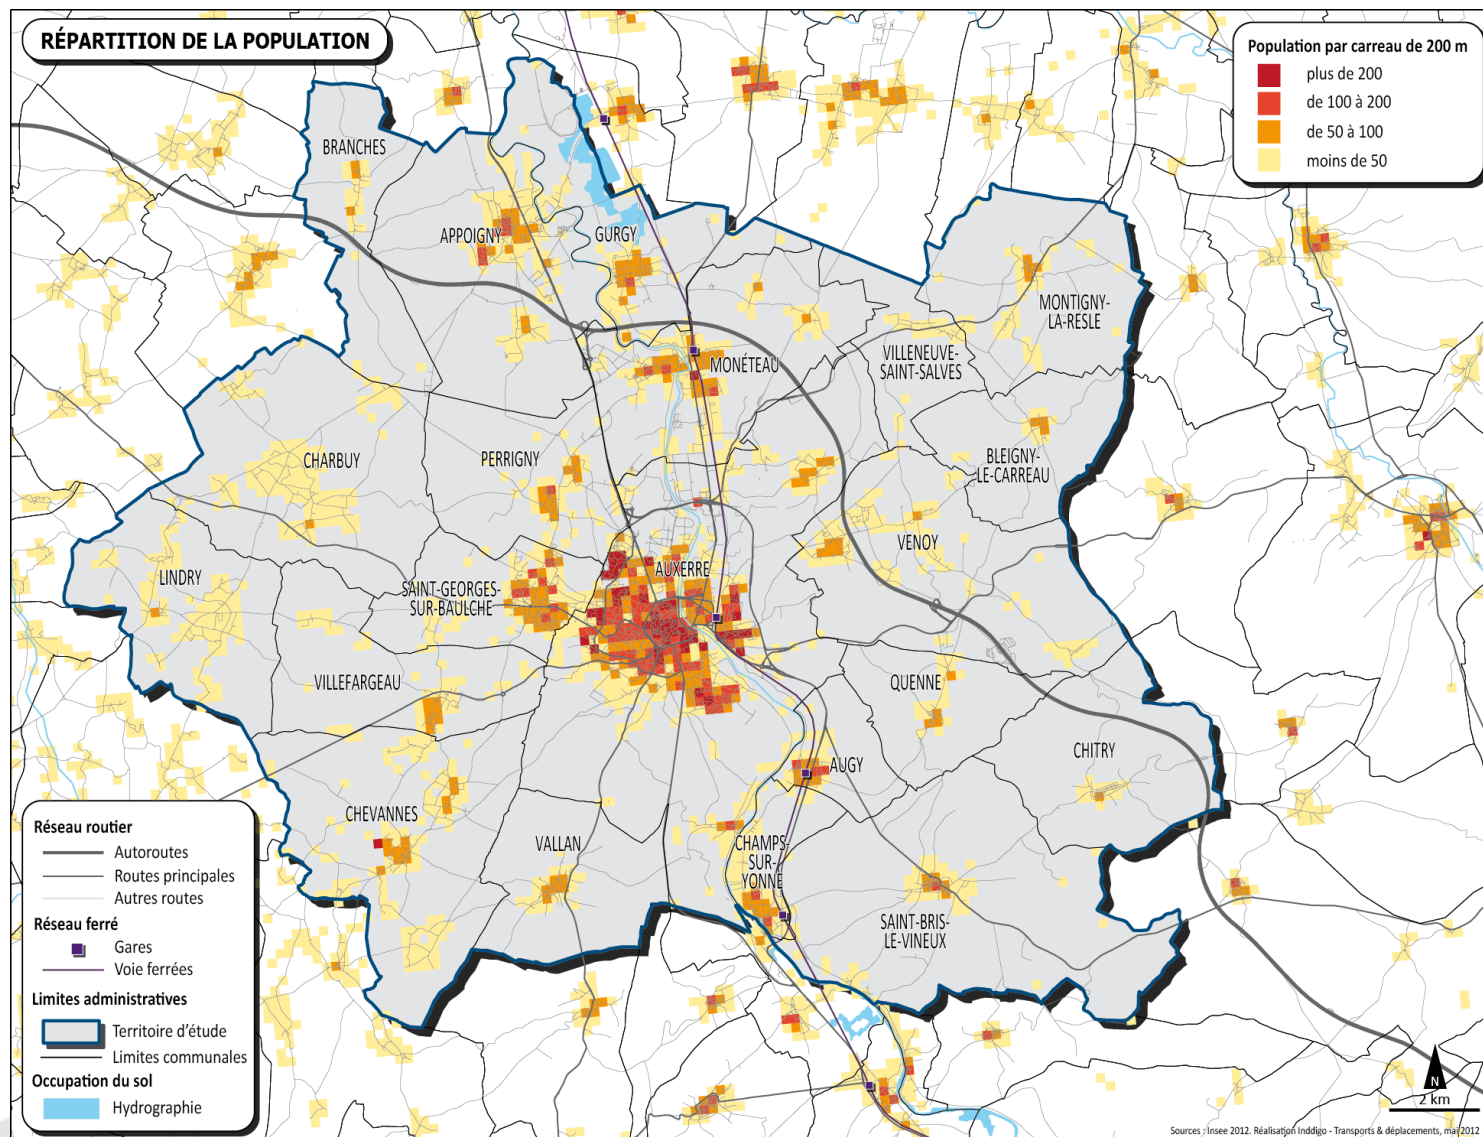 RÉPARTITION DE LA POPULATION
Population par carreau de 200 m
plus de 200
de 100 à 200
de 50 à 100
moins de 50
BRANCHES
APPOIGNY
GURGY
MONTIGNY-
LA-RESLE
MONÉTEAU
VILLENEUVE-
SAINT-SALVES
CHARBUY
PERRIGNY
BLEIGNY-
LE-CARREAU
VENOY
LINDRY
SAINT-GEORGES-
SUR-BAULCHE
AUXERRE
VILLEFARGEAU
QUENNE
CHITRY
AUGY
CHEVANNES
VALLAN
CHAMPS-
SUR-
YONNE
SAINT-BRIS-
LE-VINEUX
Réseau routier
Autoroutes
Routes principales
Autres routes
Réseau ferré
Gares
Voie ferrées
Limites administratives
Territoire d'étude
Limites communales
Occupation du sol
Hydrographie
N
2 km
Sources : Insee 2012. Réalisation Inddigo - Transports & déplacements, mai 2012